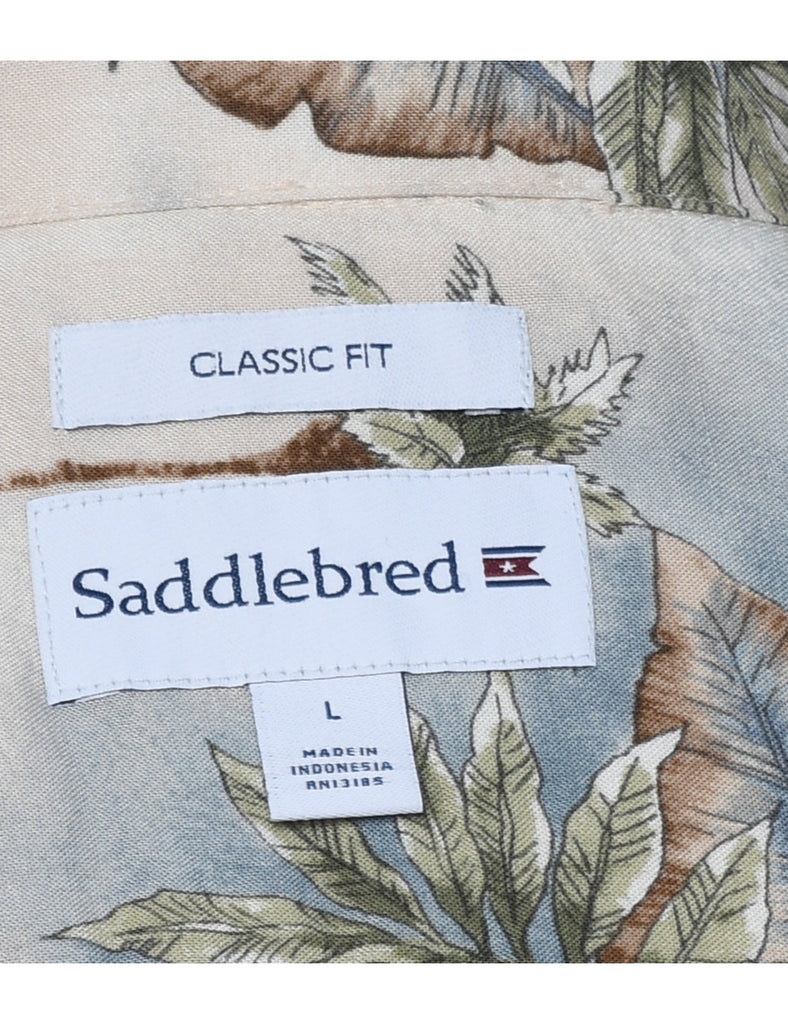 CLASSIC FIT
Saddlebred
L
MADE IN
INDONESIA
RN13185